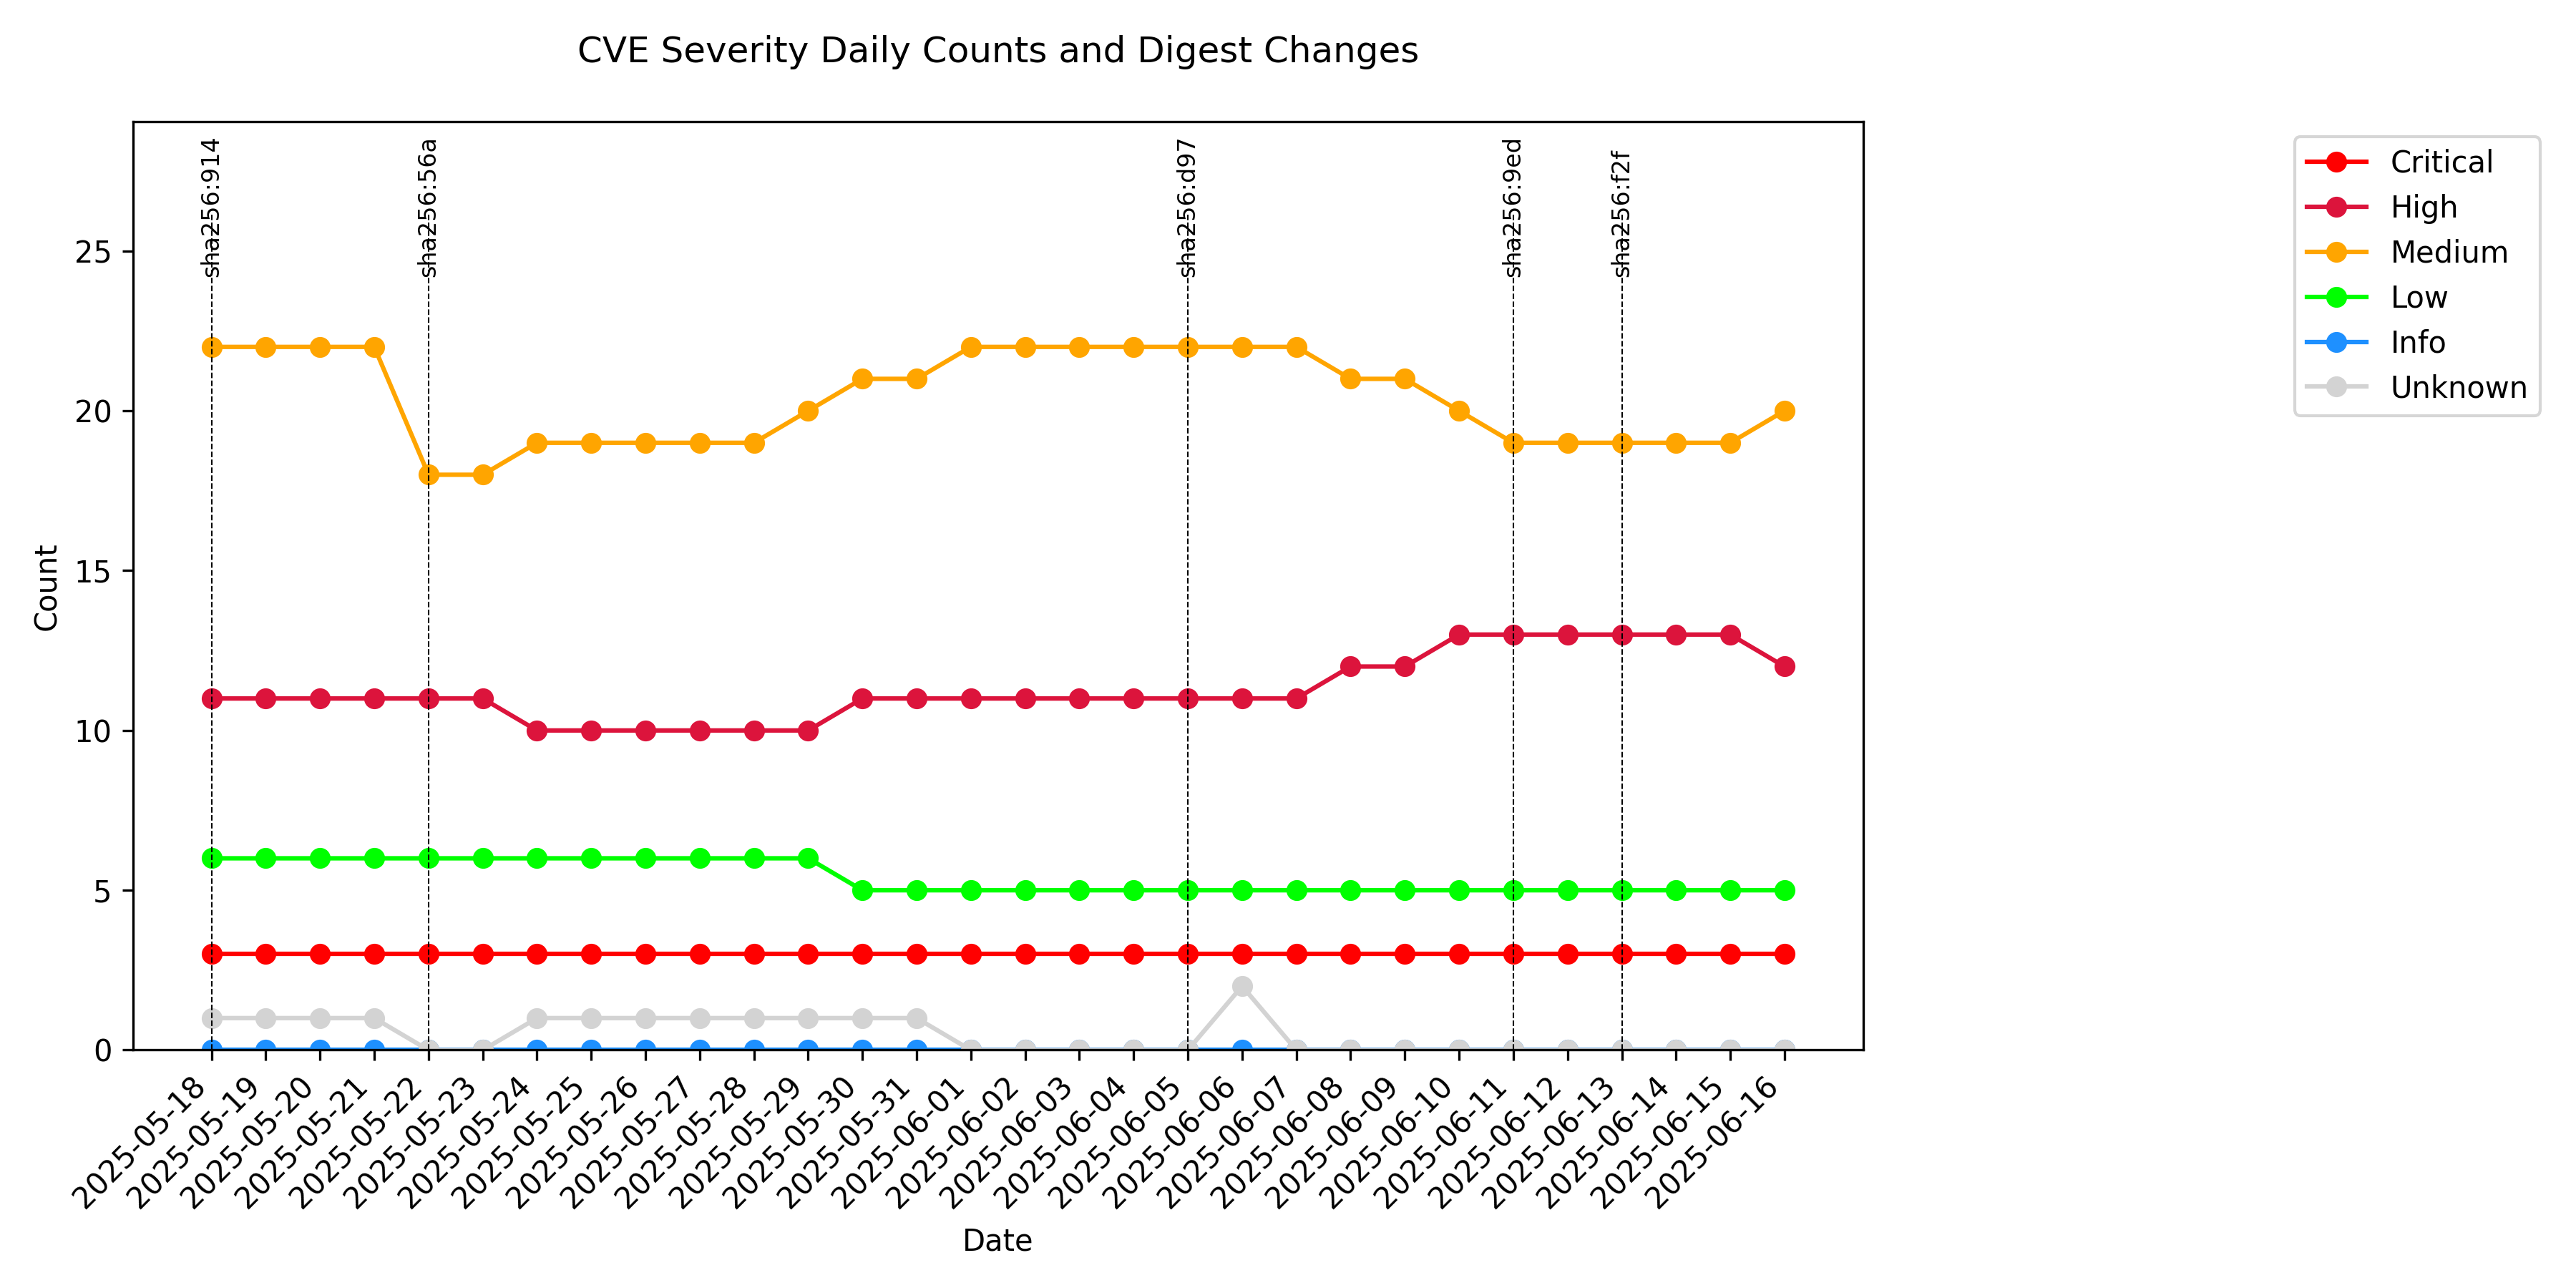 CVE Severity Daily Counts and Digest Changes
sha256:914
sha256:56a
sha256:d97
sha256:9ed
sha256:f2f
Critical
High
Medium
Low
Info
Unknown
Count
25
20
15
10
5
0
2025-05-18
2025-05-19
2025-05-20
2025-05-21
2025-05-22
2025-05-23
2025-05-24
2025-05-25
2025-05-26
2025-05-27
2025-05-28
2025-05-29
2025-05-30
2025-05-31
2025-06-01
2025-06-02
2025-06-03
2025-06-04
2025-06-05
2025-06-06
2025-06-07
2025-06-08
2025-06-09
2025-06-10
2025-06-11
2025-06-12
2025-06-13
2025-06-14
2025-06-15
2025-06-16
Date